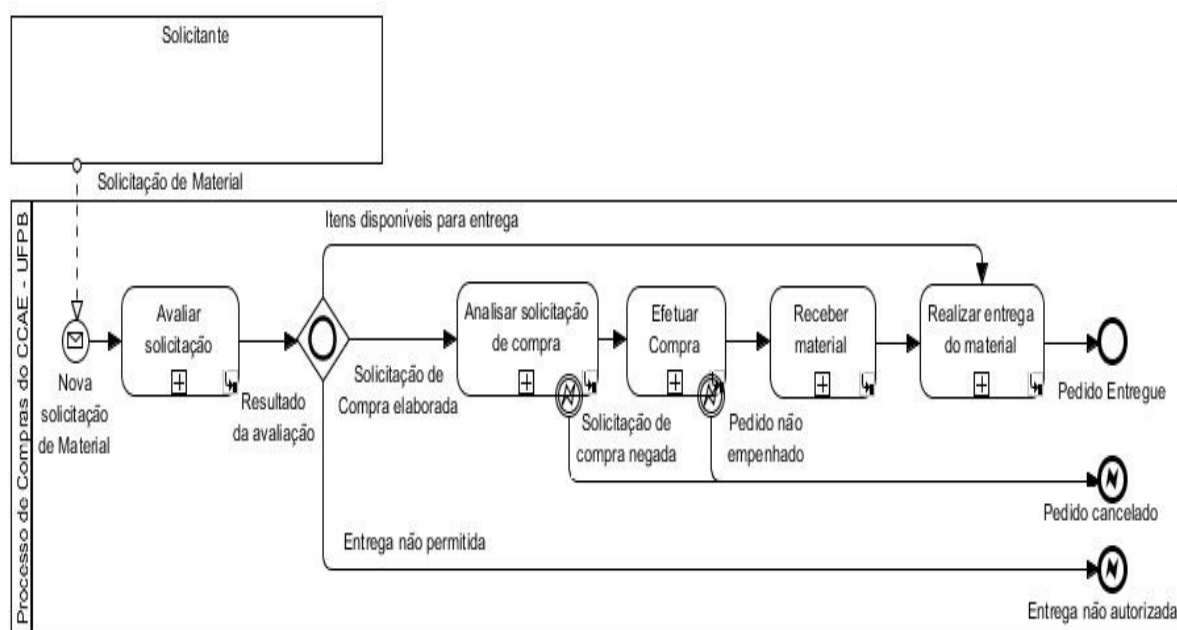 Solicitante
Solicitação de Material
Processo de Compras do CCAE - UFPB
Itens disponíveis para entrega
Nova
solicitação
de Material
Avaliar
solicitação
Resultado
da avaliação
Solicitação de
Compra elaborada
Analisar solicitação
de compra
Solicitação de
compra negada
Efetuar
Compra
Pedido não
empenhado
Receber
material
Realizar entrega
do material
Pedido Entregue
Pedido cancelado
Entrega não permitida
Entrega não autorizada